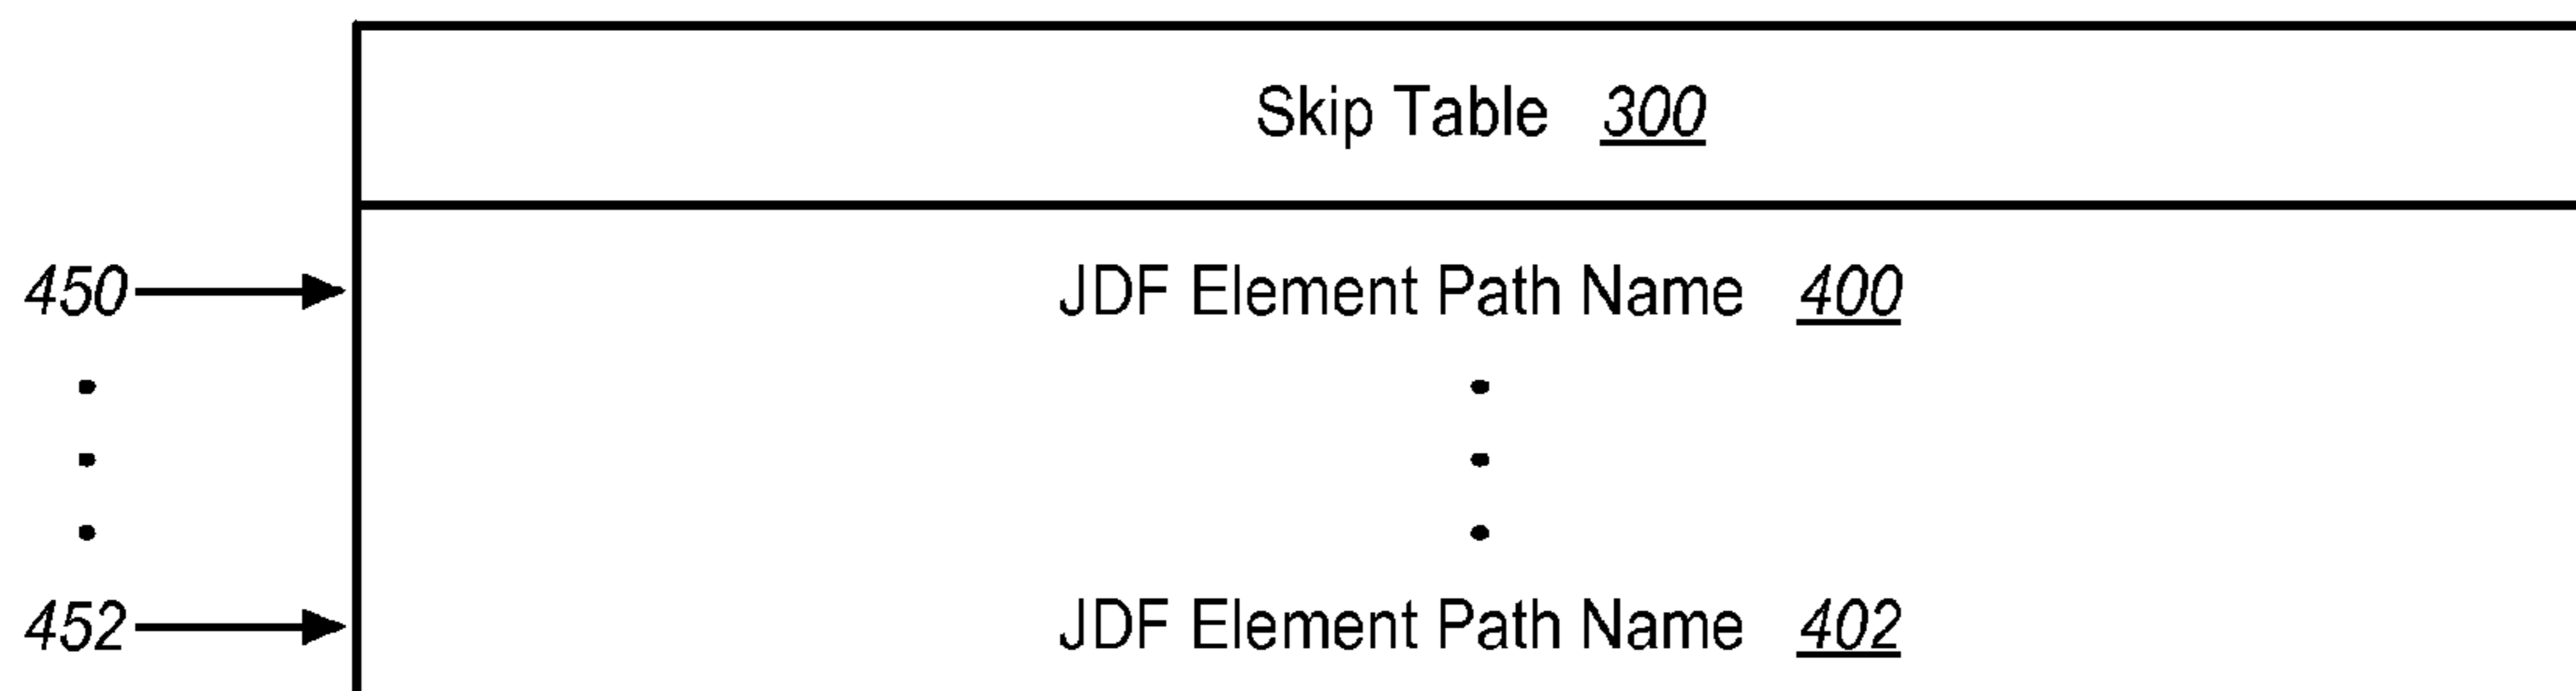 Skip Table 300
450 JDF Element Path Name 400
452 JDF Element Path Name 402